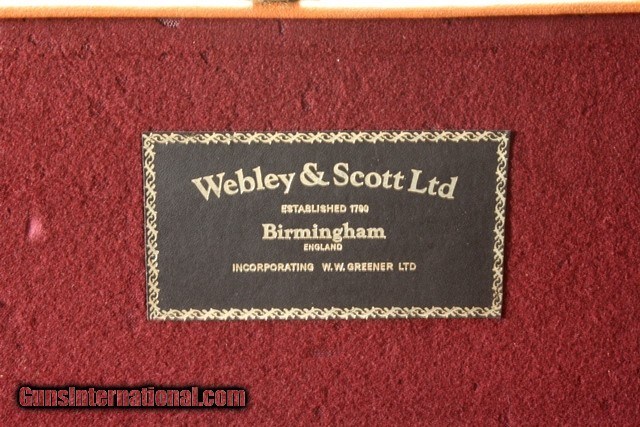 Webley & Scott Ltd
ESTABLISHED 1790
Birmingham
ENGLAND
INCORPORATING W.W. GREENER LTD
GunsInternational.com